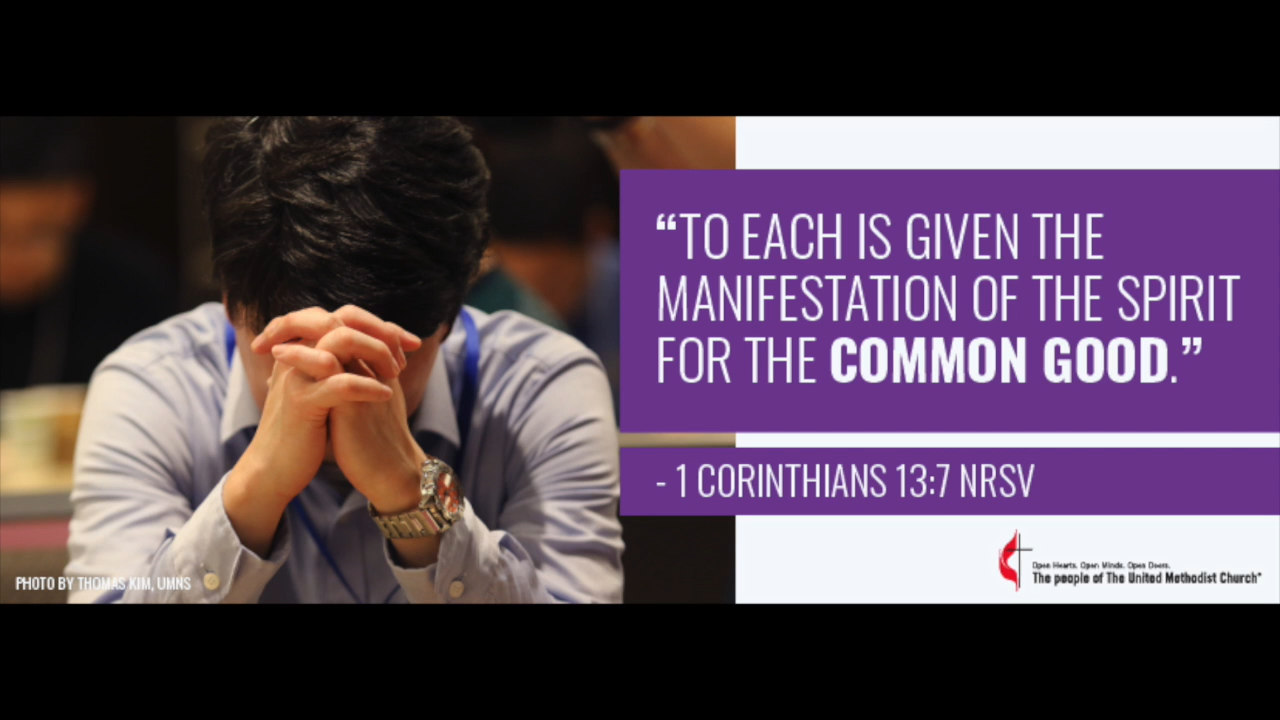 “TO EACH IS GIVEN THE
MANIFESTATION OF THE SPIRIT
FOR THE COMMON GOOD.”
- 1 CORINTHIANS 13:7 NRSV
PHOTO BY THOMAS KIM, UMNS
Open Hearts. Open Minds. Open Doors.
The people of The United Methodist Church®